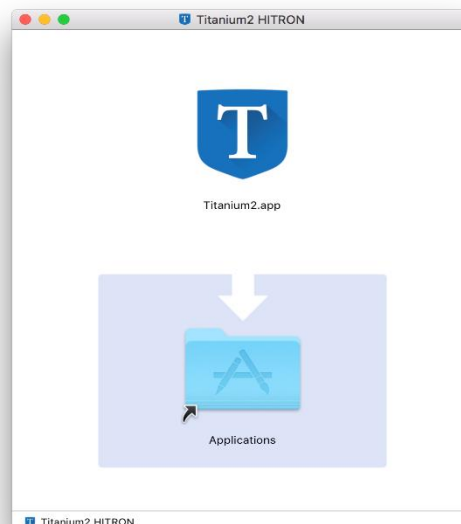 Titanium2 HITRON
T
Titanium2.app
Applications
Titanium2 HITRON